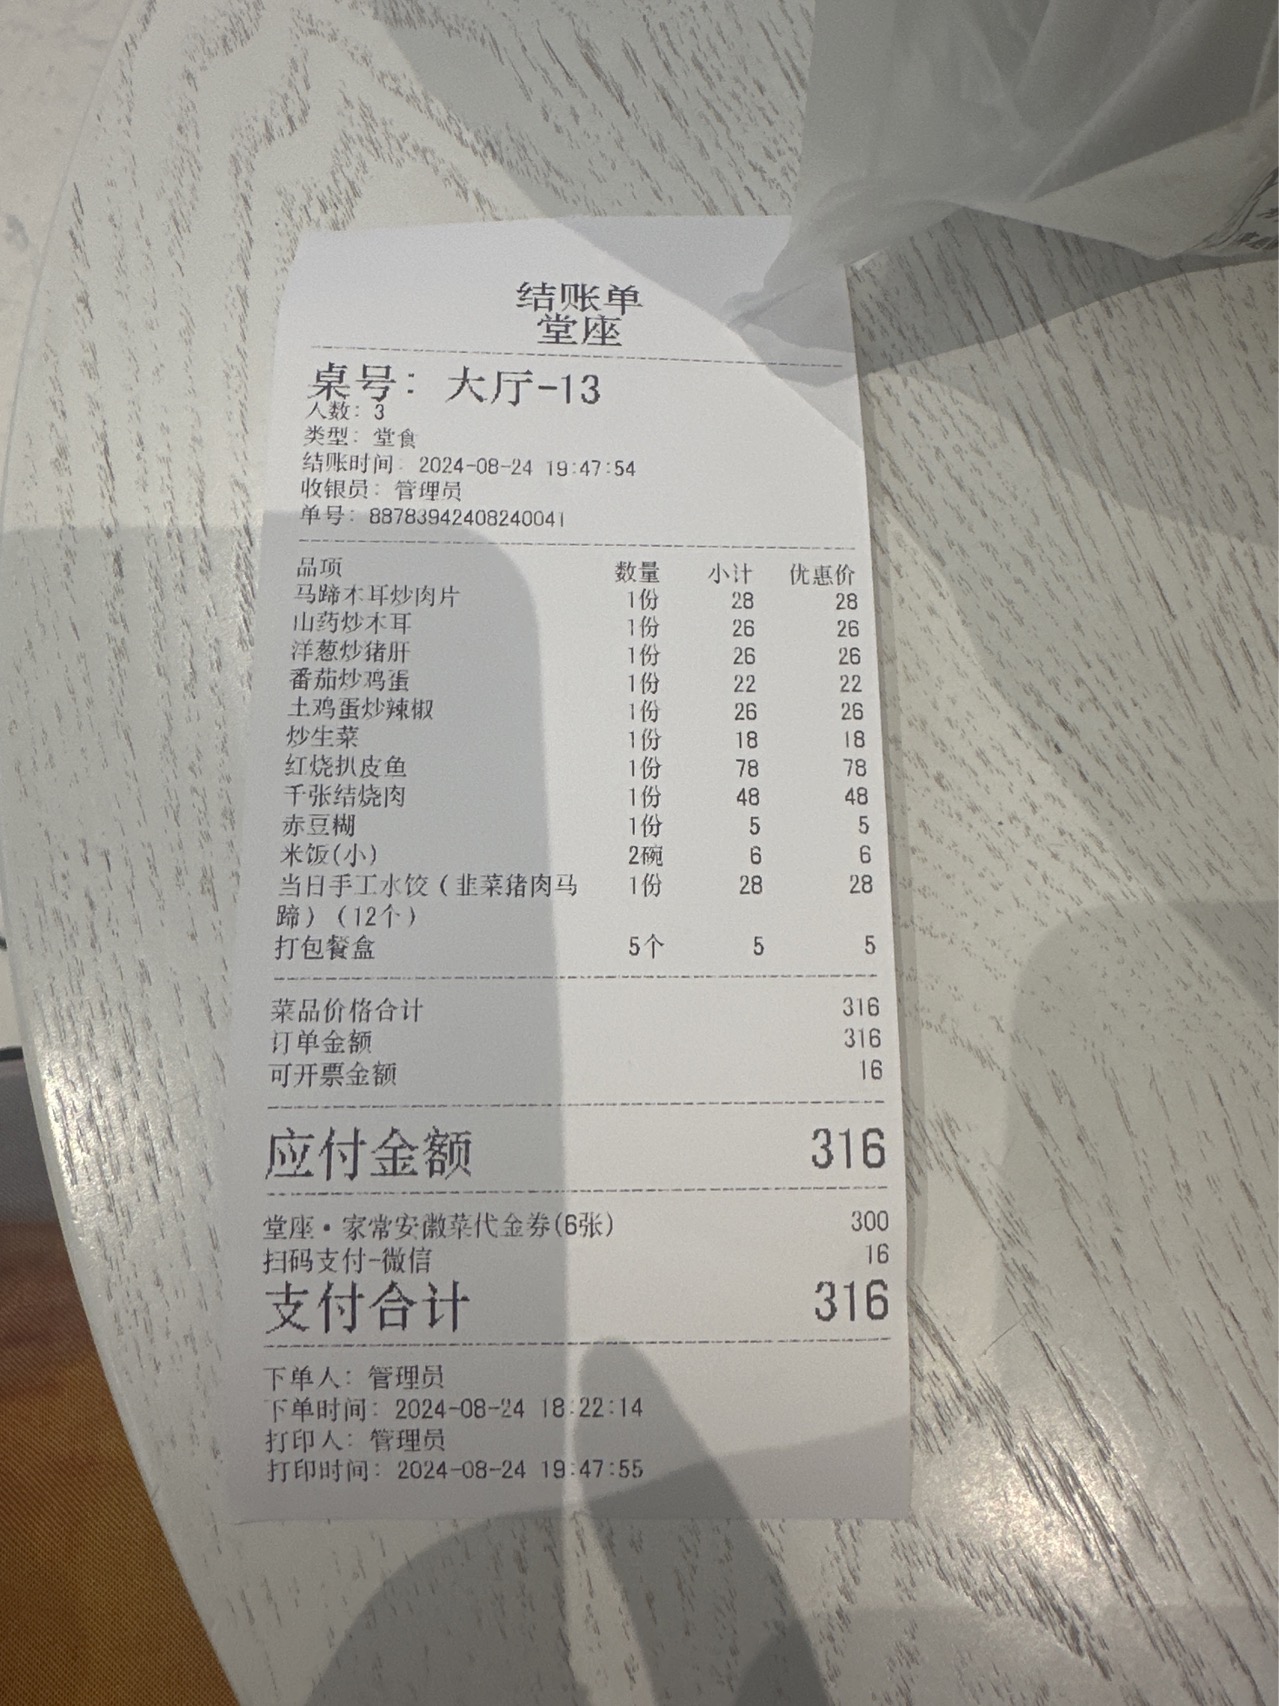 结账单
堂座
桌号： 大厅-13
人数：3
类型：堂食
结账时间：2024-08-24 19:47:54
收银员：管理员
单号：88783942408240041
品项 数量 小计 优惠价
马蹄木耳炒肉片 1份 28 28
山药炒木耳 1份 26 26
洋葱炒猪肝 1份 26 26
番茄炒鸡蛋 1份 22 22
土鸡蛋炒辣椒 1份 26 26
炒生菜 1份 18 18
红烧扒皮鱼 1份 78 78
千张结烧肉 1份 48 48
赤豆糊 1份 5 5
米饭(小) 2碗 6 6
当日手工水饺（韭菜猪肉马 1份 28 28
蹄）（12个）
打包餐盒 5个 5 5
菜品价格合计 316
订单金额 316
可开票金额 16
应付金额 316
堂座·家常安徽菜代金券(6张) 300
扫码支付-微信 16
支付合计 316
下单人：管理员
下单时间：2024-08-24 18:22:14
打印人：管理员
打印时间：2024-08-24 19:47:55